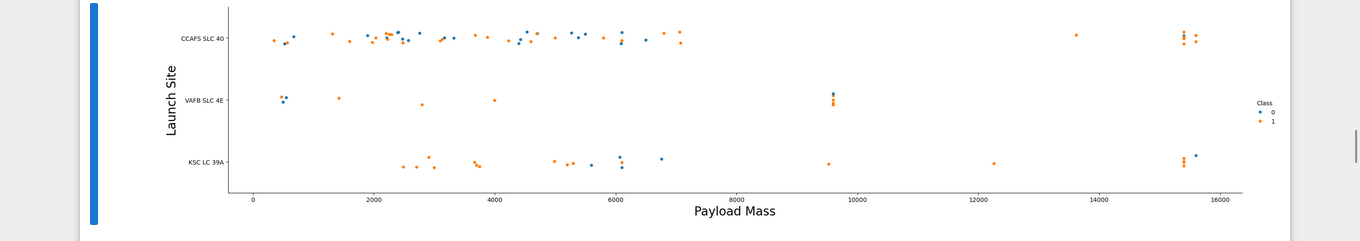 CCAFS SLC 40
VAFB SLC 4E
KSC LC 39A
Launch Site
0 2000 4000 6000 8000 10000 12000 14000 16000
Payload Mass
Class
0
1